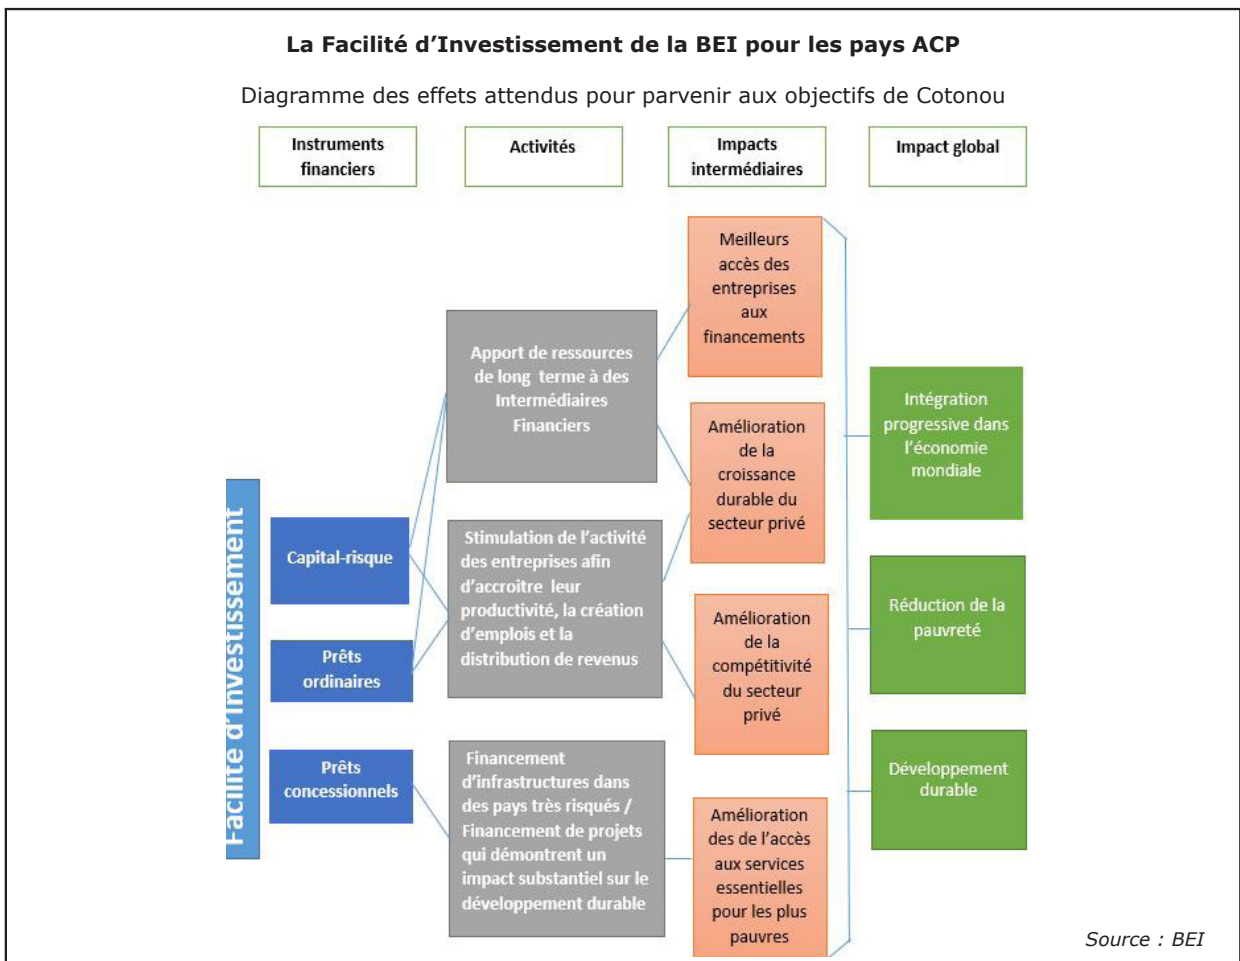 La Facilité d'Investissement de la BEI pour les pays ACP
Diagramme des effets attendus pour parvenir aux objectifs de Cotonou
Instruments
financiers
Activités
Impacts
intermédiaires
Impact global
Facilité d'Investissement
Capital-risque
Prêts
ordinaires
Prêts
concessionnels
Apport de ressources
de long terme à des
Intermédiaires
Financiers
Stimulation de l'activité
des entreprises afin
d'accroitre leur
productivité, la création
d'emplois et la
distribution de revenus
Financement
d'infrastructures dans
des pays très risqués /
Financement de projets
qui démontrent un
impact substantiel sur le
développement durable
Meilleurs
accès des
entreprises
aux
financements
Amélioration
de la
croissance
durable du
secteur privé
Amélioration
de la
compétitivité
du secteur
privé
Amélioration
des de l'accès
aux services
essentielles
pour les plus
pauvres
Intégration
progressive dans
l'économie
mondiale
Réduction de la
pauvreté
Développement
durable
Source : BEI